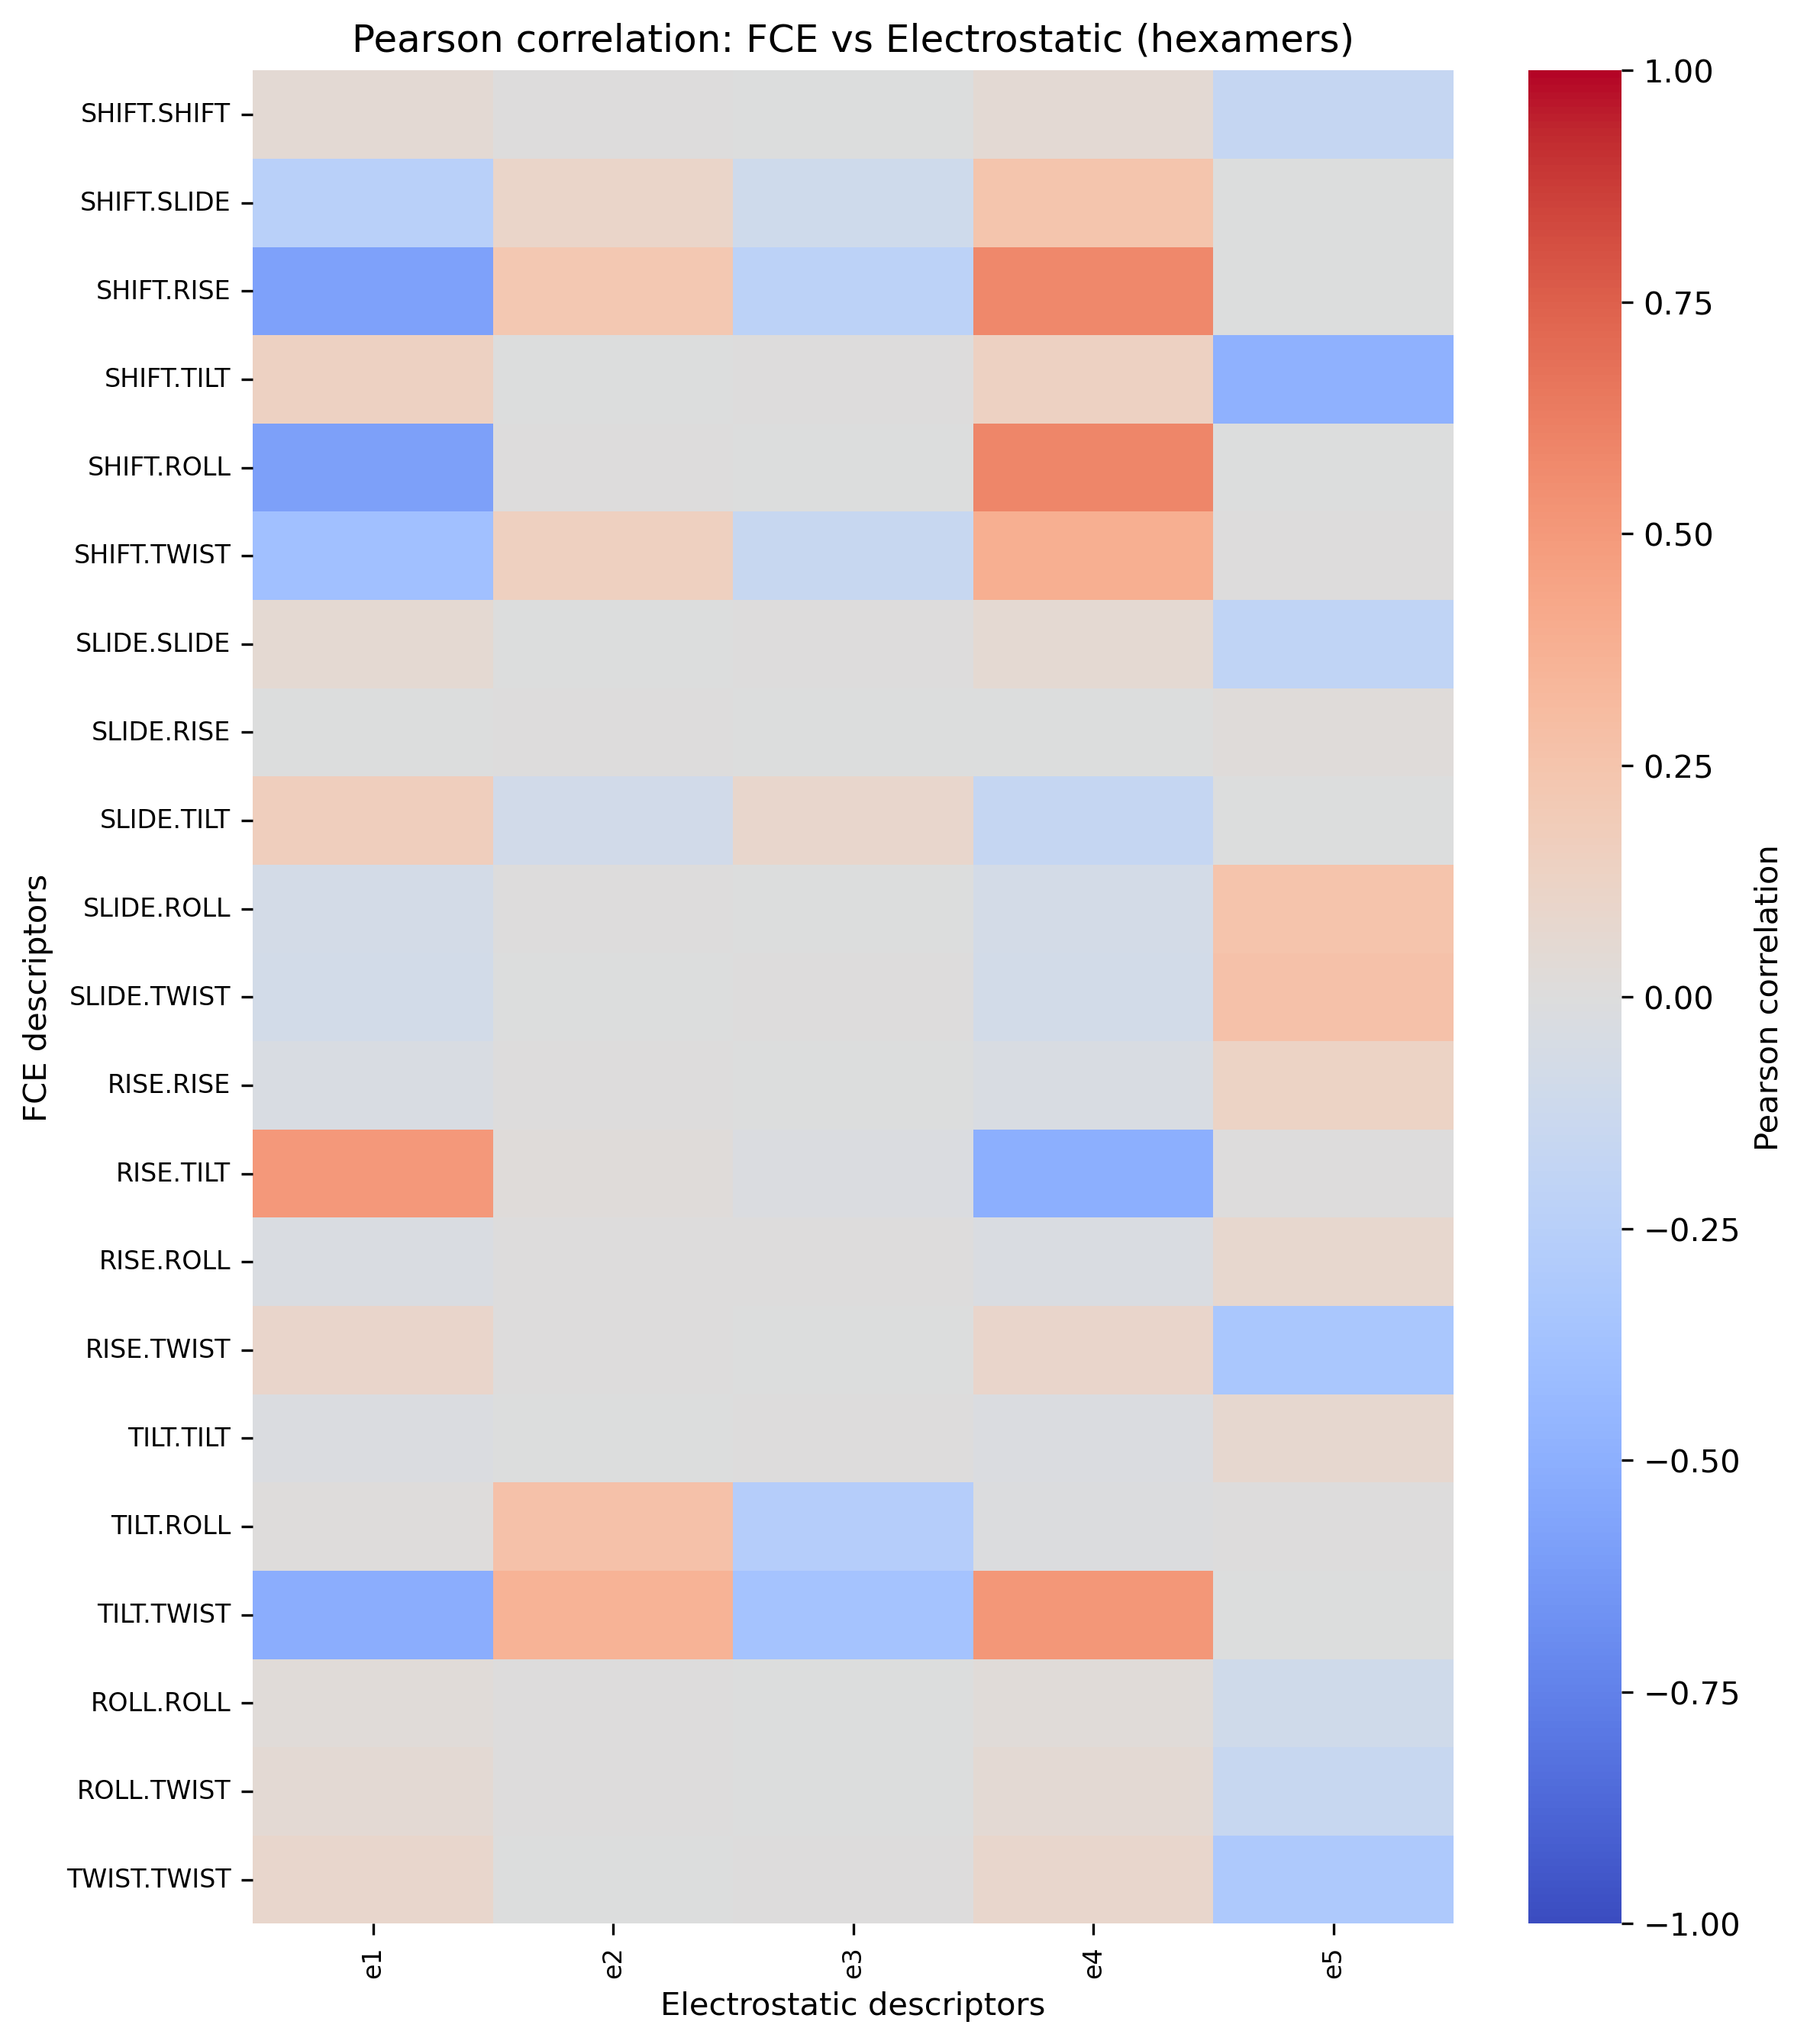 Pearson correlation: FCE vs Electrostatic (hexamers)
FCE descriptors
SHIFT.SHIFT
SHIFT.SLIDE
SHIFT.RISE
SHIFT.TILT
SHIFT.ROLL
SHIFT.TWIST
SLIDE.SLIDE
SLIDE.RISE
SLIDE.TILT
SLIDE.ROLL
SLIDE.TWIST
RISE.RISE
RISE.TILT
RISE.ROLL
RISE.TWIST
TILT.TILT
TILT.ROLL
TILT.TWIST
ROLL.ROLL
ROLL.TWIST
TWIST.TWIST
e1
e2
e3
e4
e5
Electrostatic descriptors
1.00
0.75
0.50
0.25
0.00
−0.25
−0.50
−0.75
−1.00
Pearson correlation